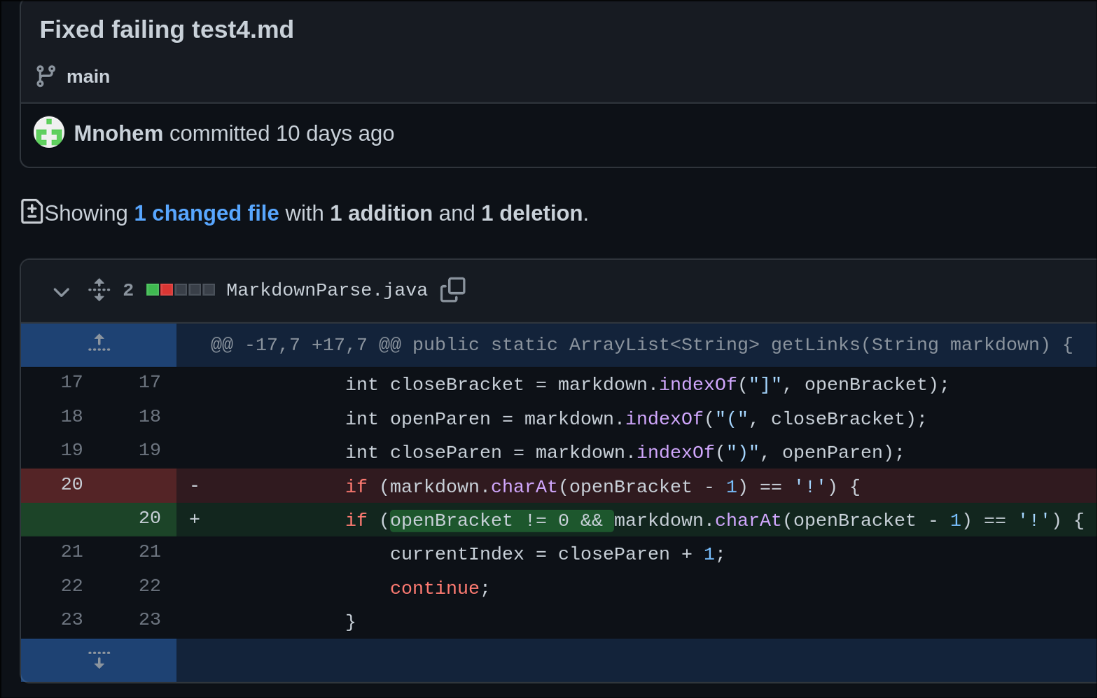 Fixed failing test4.md
main
Mnohem committed 10 days ago
Showing 1 changed file with 1 addition and 1 deletion.
2 MarkdownParse.java
@@ -17,7 +17,7 @@ public static ArrayList<String> getLinks(String markdown) {
17 17 int closeBracket = markdown.indexOf("]", openBracket);
18 18 int openParen = markdown.indexOf("(", closeBracket);
19 19 int closeParen = markdown.indexOf(")", openParen);
20 - if (markdown.charAt(openBracket - 1) == '!') {
20 + if (openBracket != 0 && markdown.charAt(openBracket - 1) == '!') {
21 21 currentIndex = closeParen + 1;
22 22 continue;
23 23 }